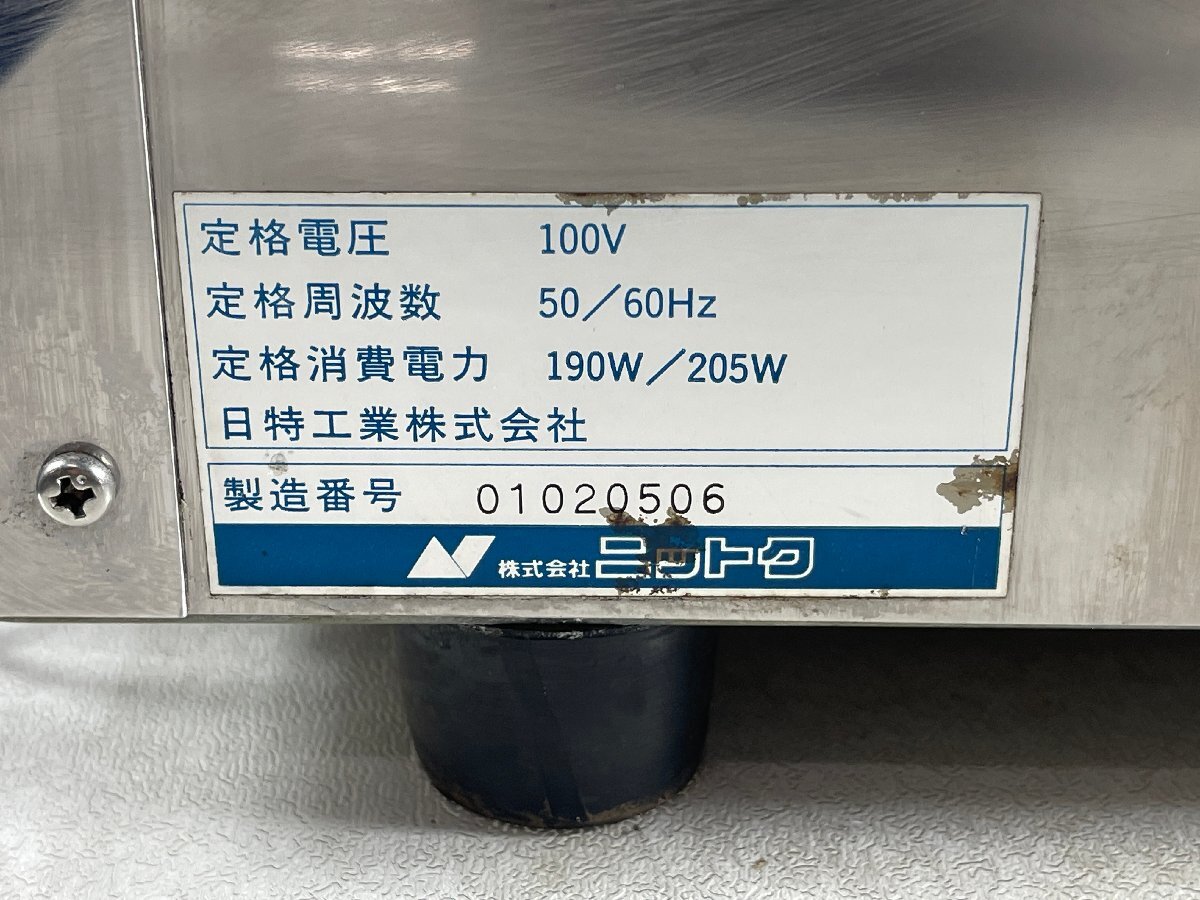 定格電圧 100V
定格周波数 50／60Hz
定格消費電力 190W／205W
日特工業株式会社
製造番号 01020506
株式会社ニットク